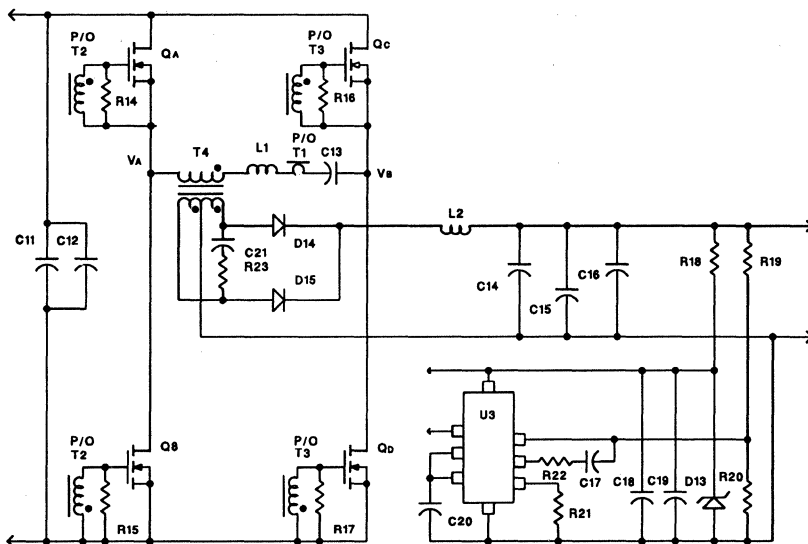 P/O
T2
QA
R14
P/O
T3
QC
R16
VA
T4
L1
P/O
T1
C13
VB
C11
C12
C21
R23
D14
D15
L2
C14
C15
C16
R18
R19
P/O
T2
QB
R15
P/O
T3
QD
R17
U3
C20
R22
C17
R21
C18
C19
D13
R20